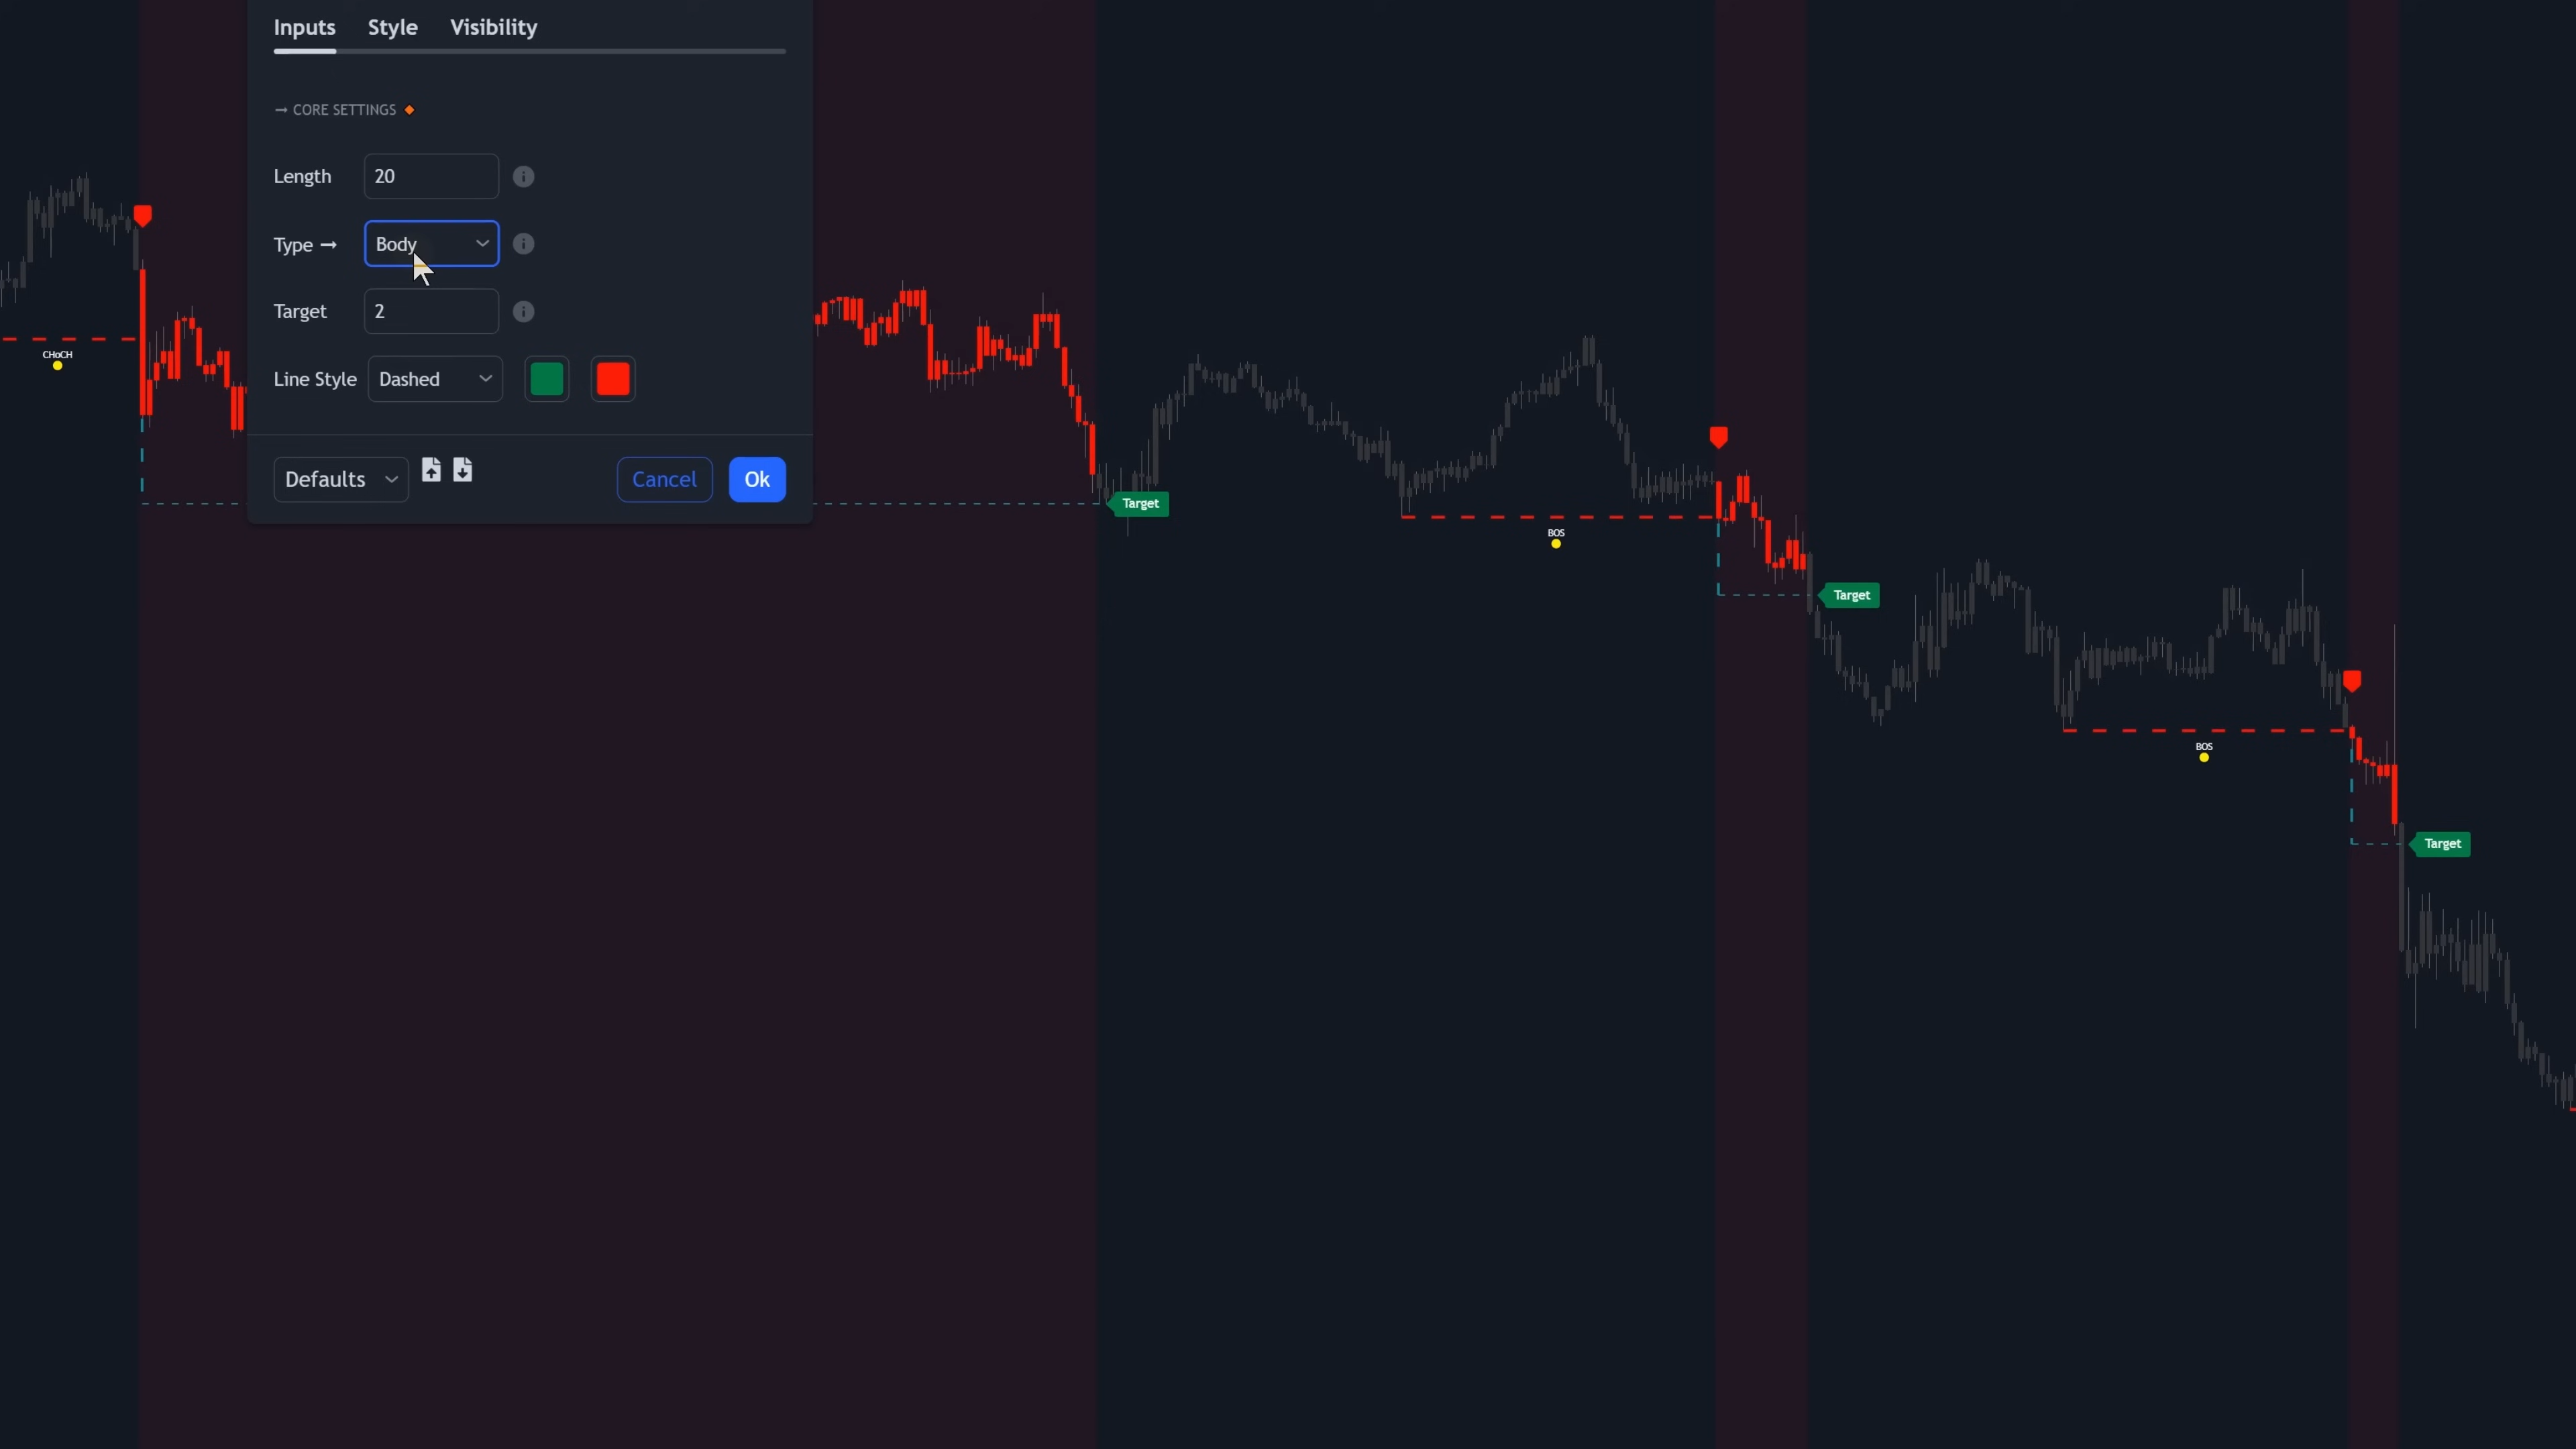 Inputs Style Visibility
→ CORE SETTINGS
Length 20
Type → Body
Target 2
Line Style Dashed
Defaults Cancel Ok
CHoCH
Target
BOS
Target
BOS
Target